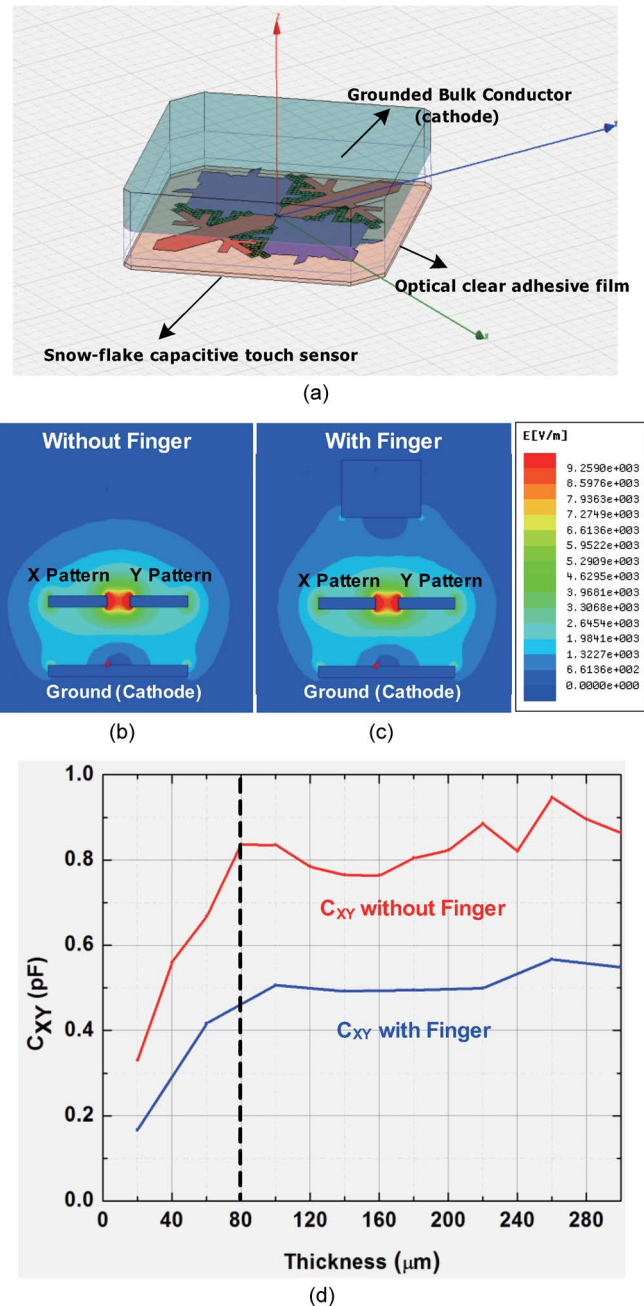 Z
Grounded Bulk Conductor
(cathode)
Optical clear adhesive film
Snow-flake capacitive touch sensor
(a)
Without Finger
With Finger
E[V/m]
9.2590e+003
8.5976e+003
7.9363e+003
7.2749e+003
6.6136e+003
5.9522e+003
5.2909e+003
4.6295e+003
3.9681e+003
3.3068e+003
2.6454e+003
1.9841e+003
1.3227e+003
6.6136e+002
0.0000e+000
X Pattern Y Pattern
X Pattern Y Pattern
Ground (Cathode)
Ground (Cathode)
(b)
(c)
1.0
0.8
0.6
0.4
0.2
0.0
CXY (pF)
CXY without Finger
CXY with Finger
0 40 80 120 160 200 240 280
Thickness (μm)
(d)